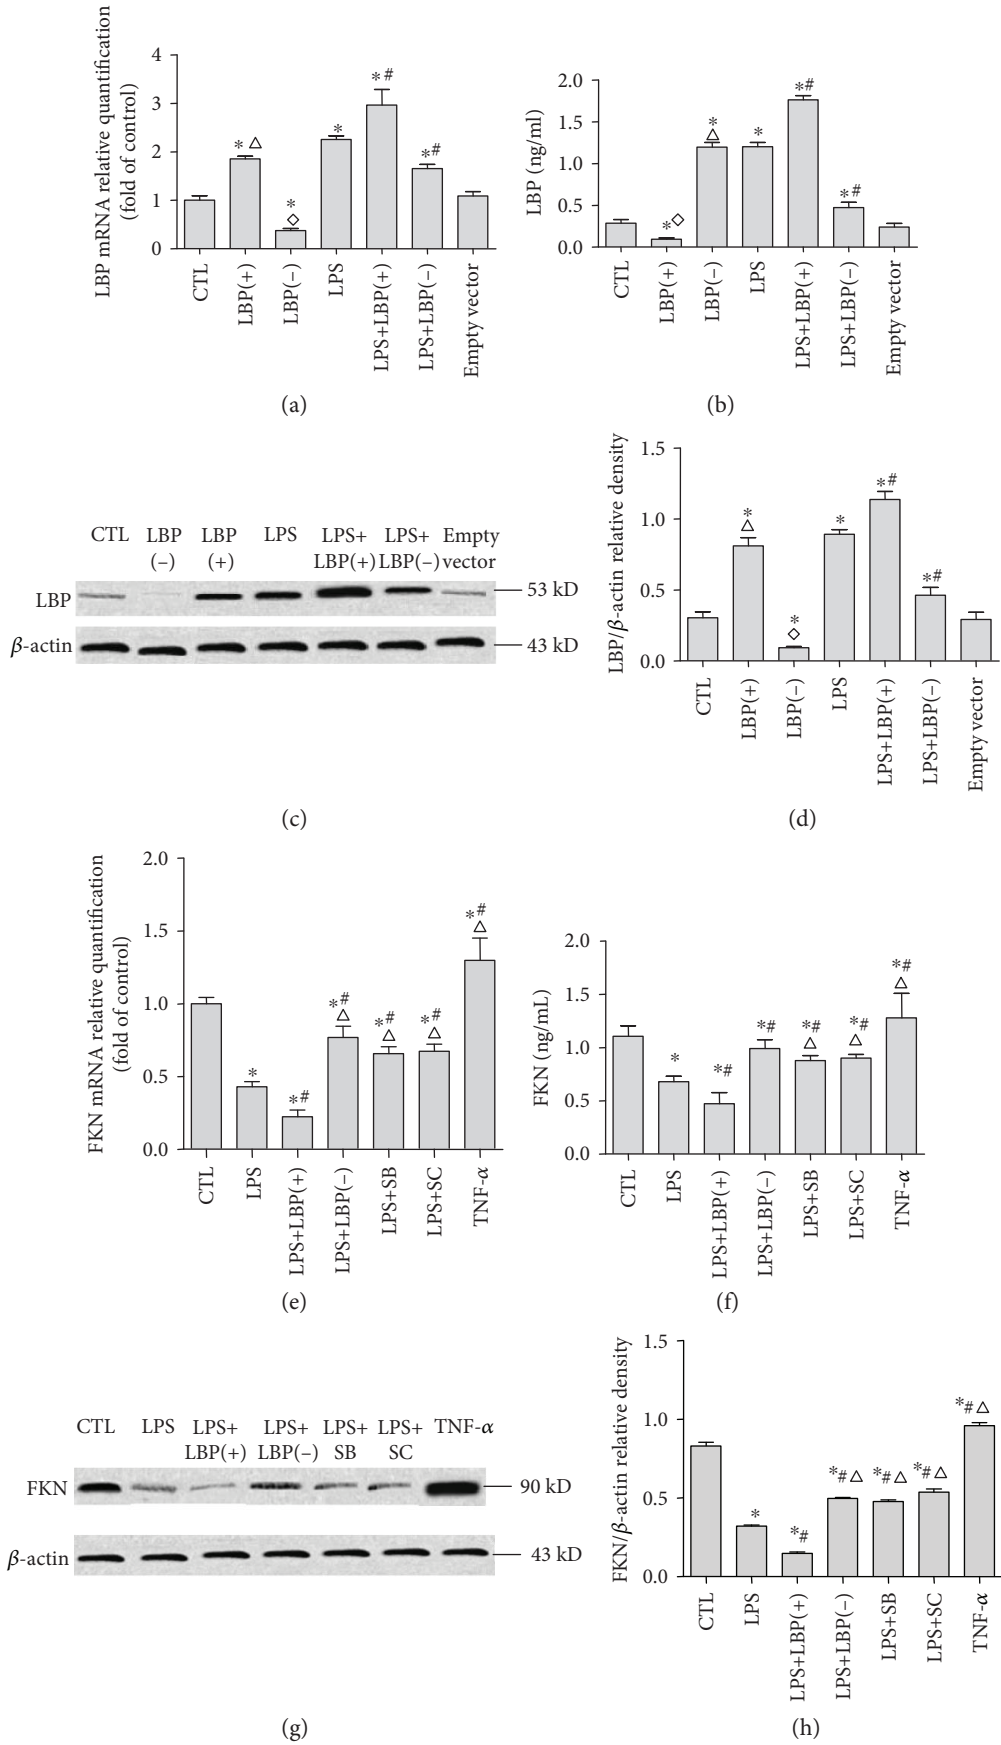 LBP mRNA relative quantification
(fold of control)
4
3
2
1
0
* △
*
◇
*
* #
*#
CTL
LBP(+)
LBP(–)
LPS
LPS+LBP(+)
LPS+LBP(–)
Empty vector
(a)
LBP (ng/ml)
2.0
1.5
1.0
0.5
0.0
*◇
*
△
*
*#
*#
CTL
LBP(+)
LBP(–)
LPS
LPS+LBP(+)
LPS+LBP(–)
Empty vector
(b)
CTL LBP LBP LPS LPS+ LPS+ Empty
(–) (+) LBP(+) LBP(–) vector
LBP 53 kD
β-actin 43 kD
(c)
LBP/β-actin relative density
1.5
1.0
0.5
0.0
*
△
*
◇
*
*#
*#
CTL
LBP(+)
LBP(–)
LPS
LPS+LBP(+)
LPS+LBP(–)
Empty vector
(d)
FKN mRNA relative quantification
(fold of control)
2.0
1.5
1.0
0.5
0.0
*
*#
*#
△
*#
△
*#
△
*#
△
CTL
LPS
LPS+LBP(+)
LPS+LBP(–)
LPS+SB
LPS+SC
TNF-α
(e)
FKN (ng/mL)
2.0
1.5
1.0
0.5
0.0
*
*#
*#
*#
△
*#
△
*#
△
CTL
LPS
LPS+LBP(+)
LPS+LBP(–)
LPS+SB
LPS+SC
TNF-α
(f)
CTL LPS LPS+ LPS+ LPS+ LPS+ TNF-α
LBP(+) LBP(–) SB SC
FKN 90 kD
β-actin 43 kD
(g)
FKN/β-actin relative density
1.5
1.0
0.5
0.0
*
*#
*# △
*# △
*# △
*# △
CTL
LPS
LPS+LBP(+)
LPS+LBP(–)
LPS+SB
LPS+SC
TNF-α
(h)